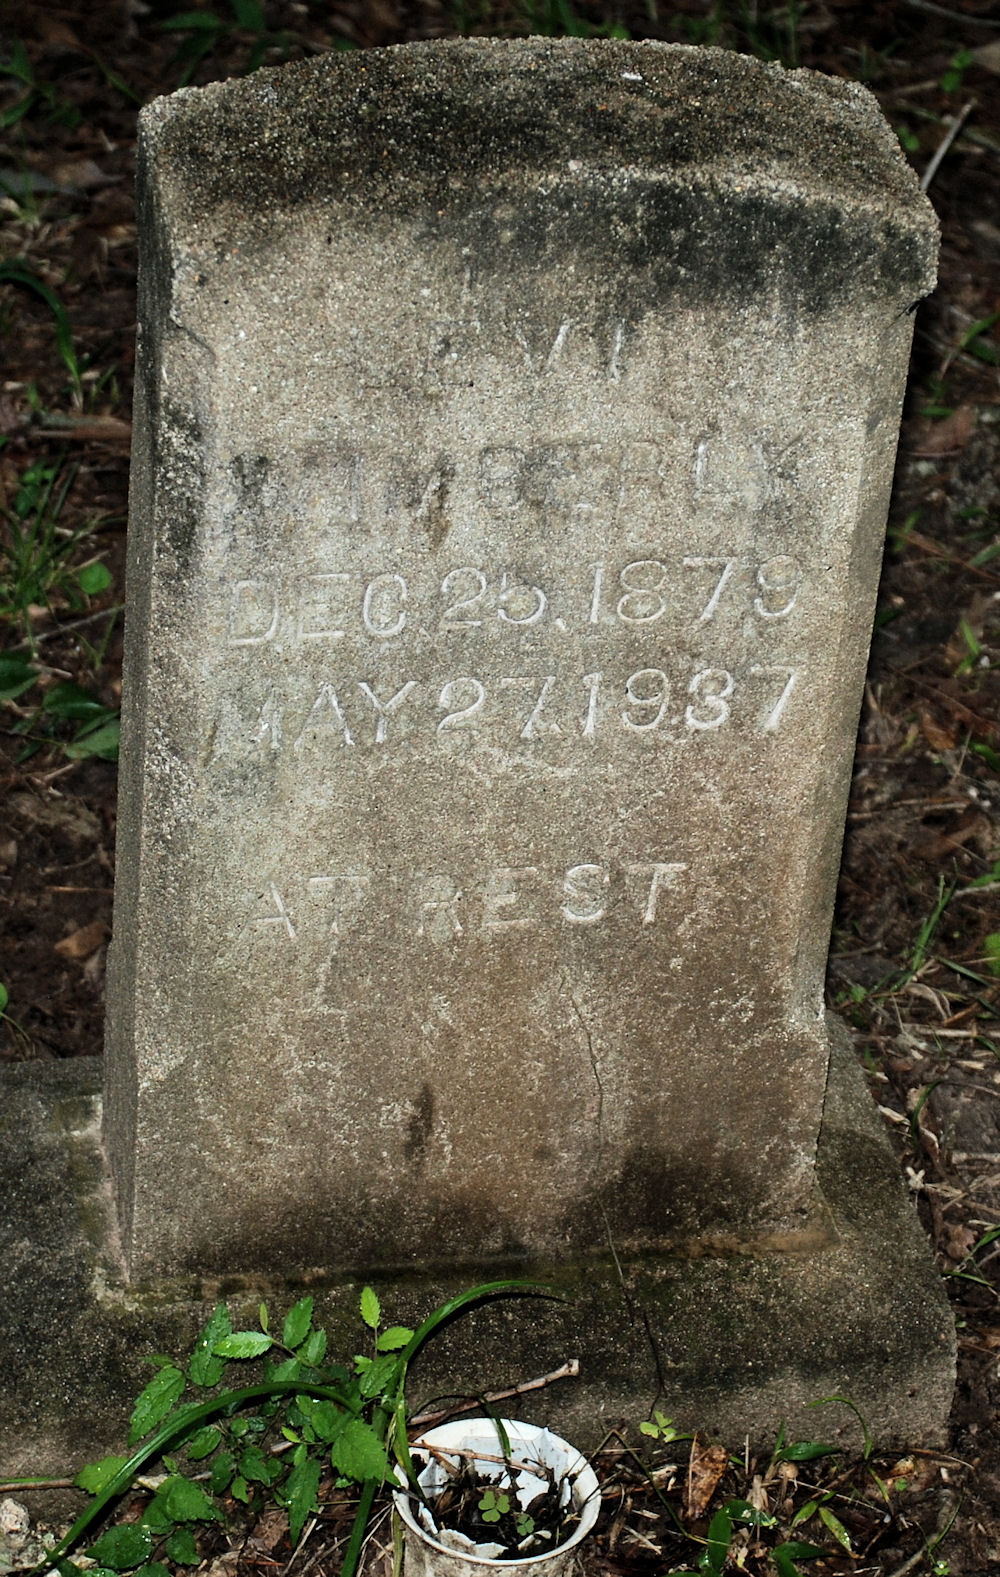 LEVI
WIMBERLY
DEC. 25, 1879
MAY 27, 1937
AT REST